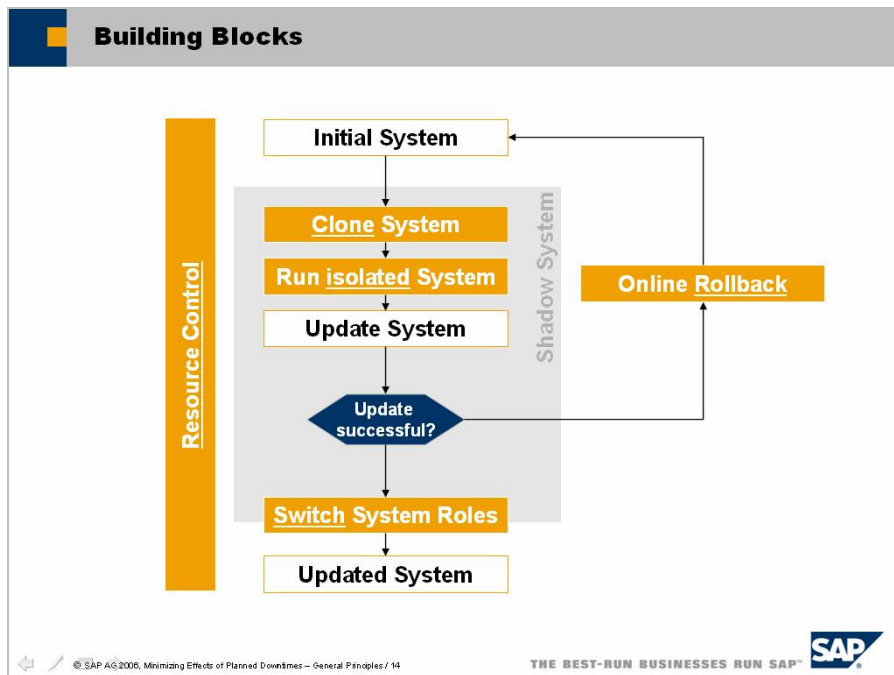 Building Blocks
Initial System
Clone System
Run isolated System
Update System
Update
successful?
Switch System Roles
Updated System
Resource Control
Shadow System
Online Rollback
© SAP AG 2006, Minimizing Effects of Planned Downtimes – General Principles / 14
THE BEST-RUN BUSINESSES RUN SAP™
SAP